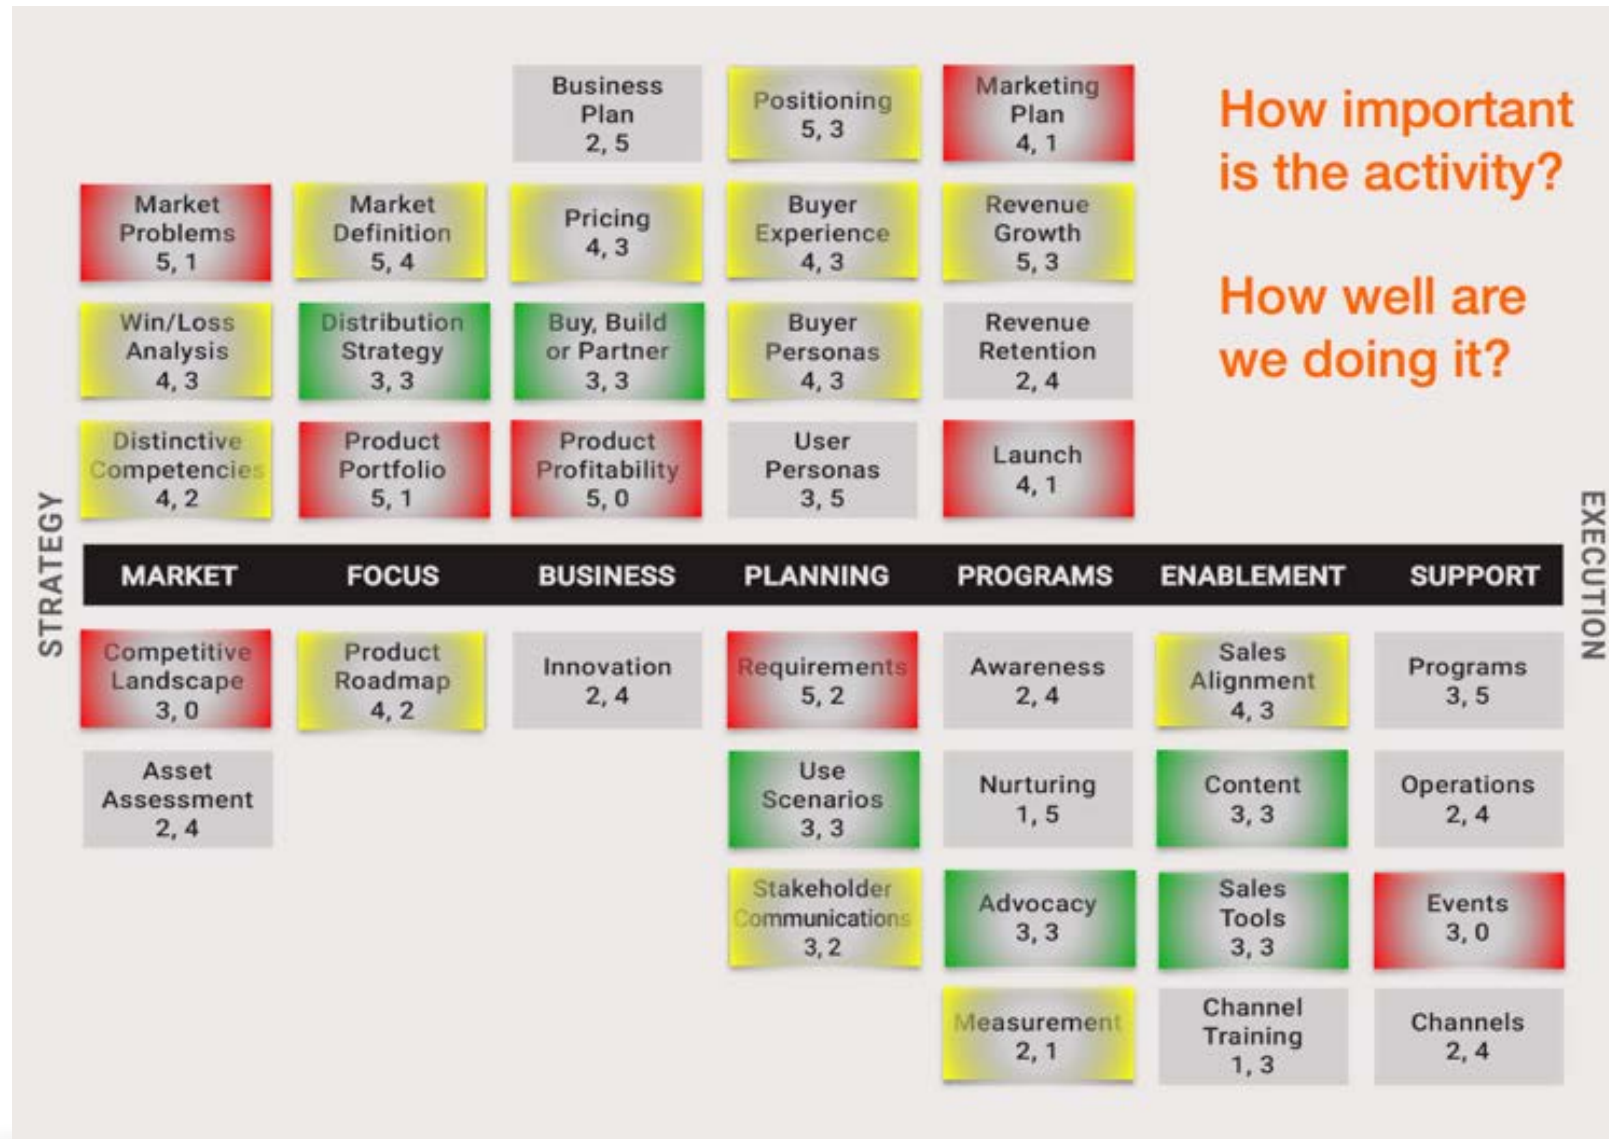 Business
Plan
2, 5
Positioning
5, 3
Marketing
Plan
4, 1
How important
is the activity?
Market
Problems
5, 1
Market
Definition
5, 4
Pricing
4, 3
Buyer
Experience
4, 3
Revenue
Growth
5, 3
How well are
we doing it?
Win/Loss
Analysis
4, 3
Distribution
Strategy
3, 3
Buy, Build
or Partner
3, 3
Buyer
Personas
4, 3
Revenue
Retention
2, 4
Distinctive
Competencies
4, 2
Product
Portfolio
5, 1
Product
Profitability
5, 0
User
Personas
3, 5
Launch
4, 1
STRATEGY
MARKET
FOCUS
BUSINESS
PLANNING
PROGRAMS
ENABLEMENT
SUPPORT
EXECUTION
Competitive
Landscape
3, 0
Product
Roadmap
4, 2
Innovation
2, 4
Requirements
5, 2
Awareness
2, 4
Sales
Alignment
4, 3
Programs
3, 5
Asset
Assessment
2, 4
Use
Scenarios
3, 3
Nurturing
1, 5
Content
3, 3
Operations
2, 4
Stakeholder
Communications
3, 2
Advocacy
3, 3
Sales
Tools
3, 3
Events
3, 0
Measurement
2, 1
Channel
Training
1, 3
Channels
2, 4